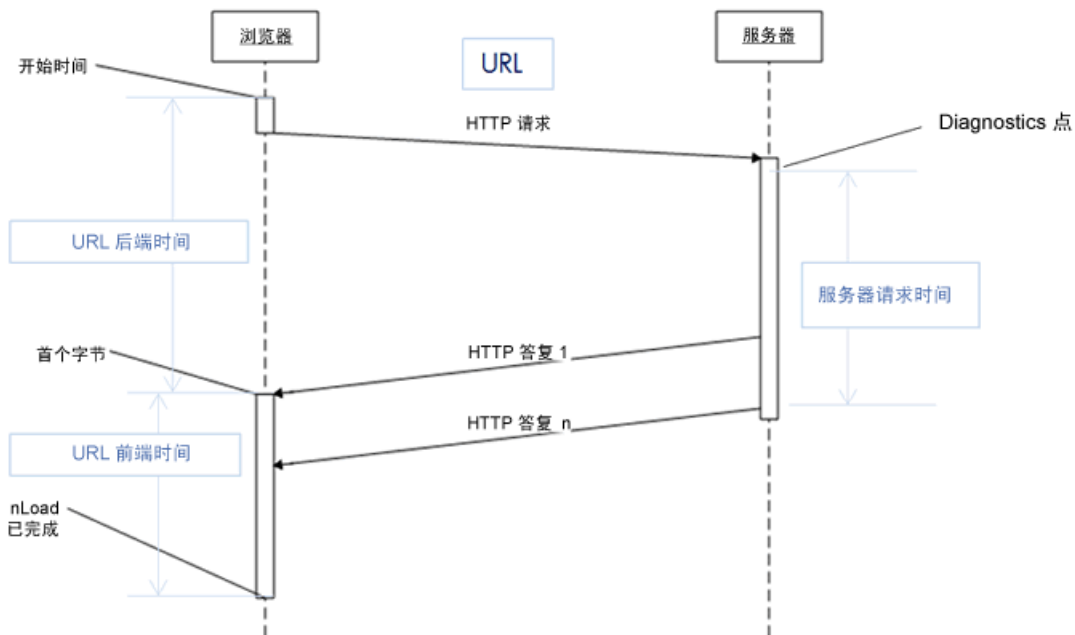 浏览器
服务器
URL
开始时间
HTTP 请求
Diagnostics 点
URL 后端时间
服务器请求时间
首个字节
HTTP 答复 1
HTTP 答复 n
URL 前端时间
nLoad
已完成